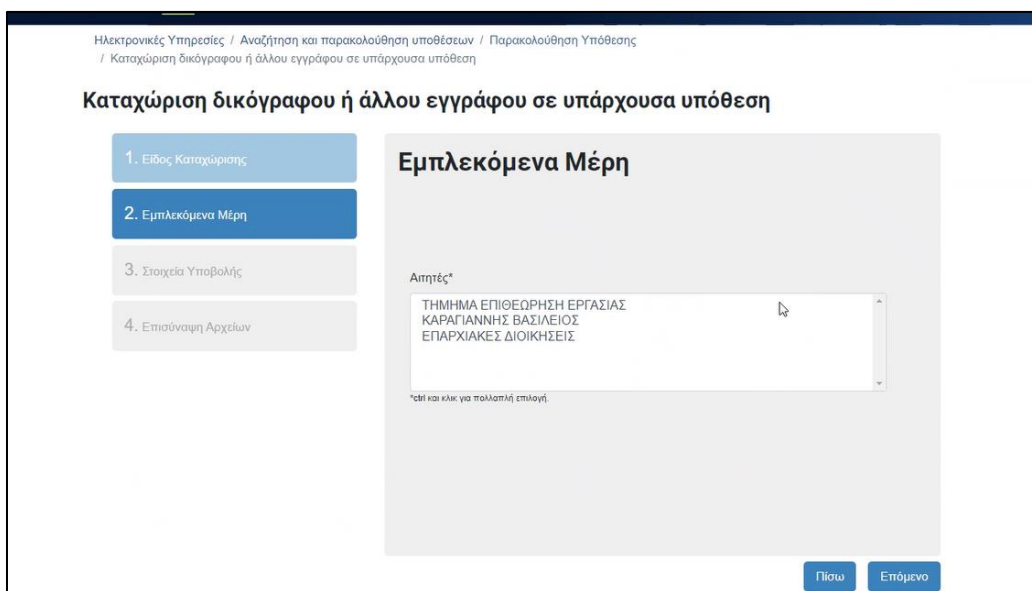 Ηλεκτρονικές Υπηρεσίες / Αναζήτηση και παρακολούθηση υποθέσεων / Παρακολούθηση Υπόθεσης
/ Καταχώριση δικόγραφου ή άλλου εγγράφου σε υπάρχουσα υπόθεση
Καταχώριση δικόγραφου ή άλλου εγγράφου σε υπάρχουσα υπόθεση
1. Είδος Καταχώρισης
2. Εμπλεκόμενα Μέρη
3. Στοιχεία Υποβολής
4. Επισύναψη Αρχείων
Εμπλεκόμενα Μέρη
Αιτητές*
ΤΜΗΜΑ ΕΠΙΘΕΩΡΗΣΗ ΕΡΓΑΣΙΑΣ
ΚΑΡΑΓΙΑΝΝΗΣ ΒΑΣΙΛΕΙΟΣ
ΕΠΑΡΧΙΑΚΕΣ ΔΙΟΙΚΗΣΕΙΣ
*ctrl και κλικ για πολλαπλή επιλογή.
Πίσω
Επόμενο